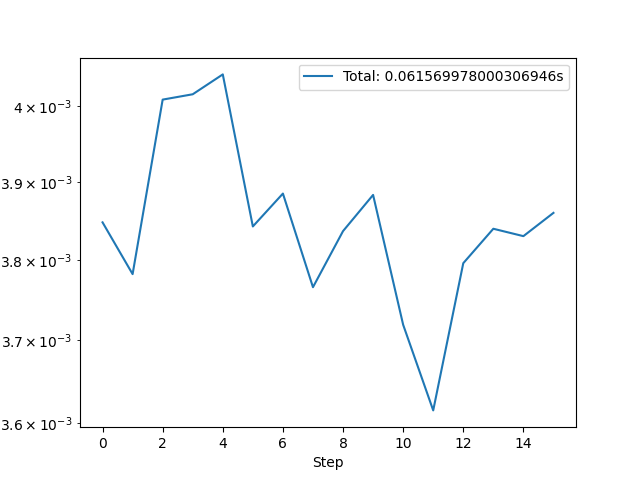 Total: 0.061569978000306946s
4 × 10⁻³
3.9 × 10⁻³
3.8 × 10⁻³
3.7 × 10⁻³
3.6 × 10⁻³
0 2 4 6 8 10 12 14
Step